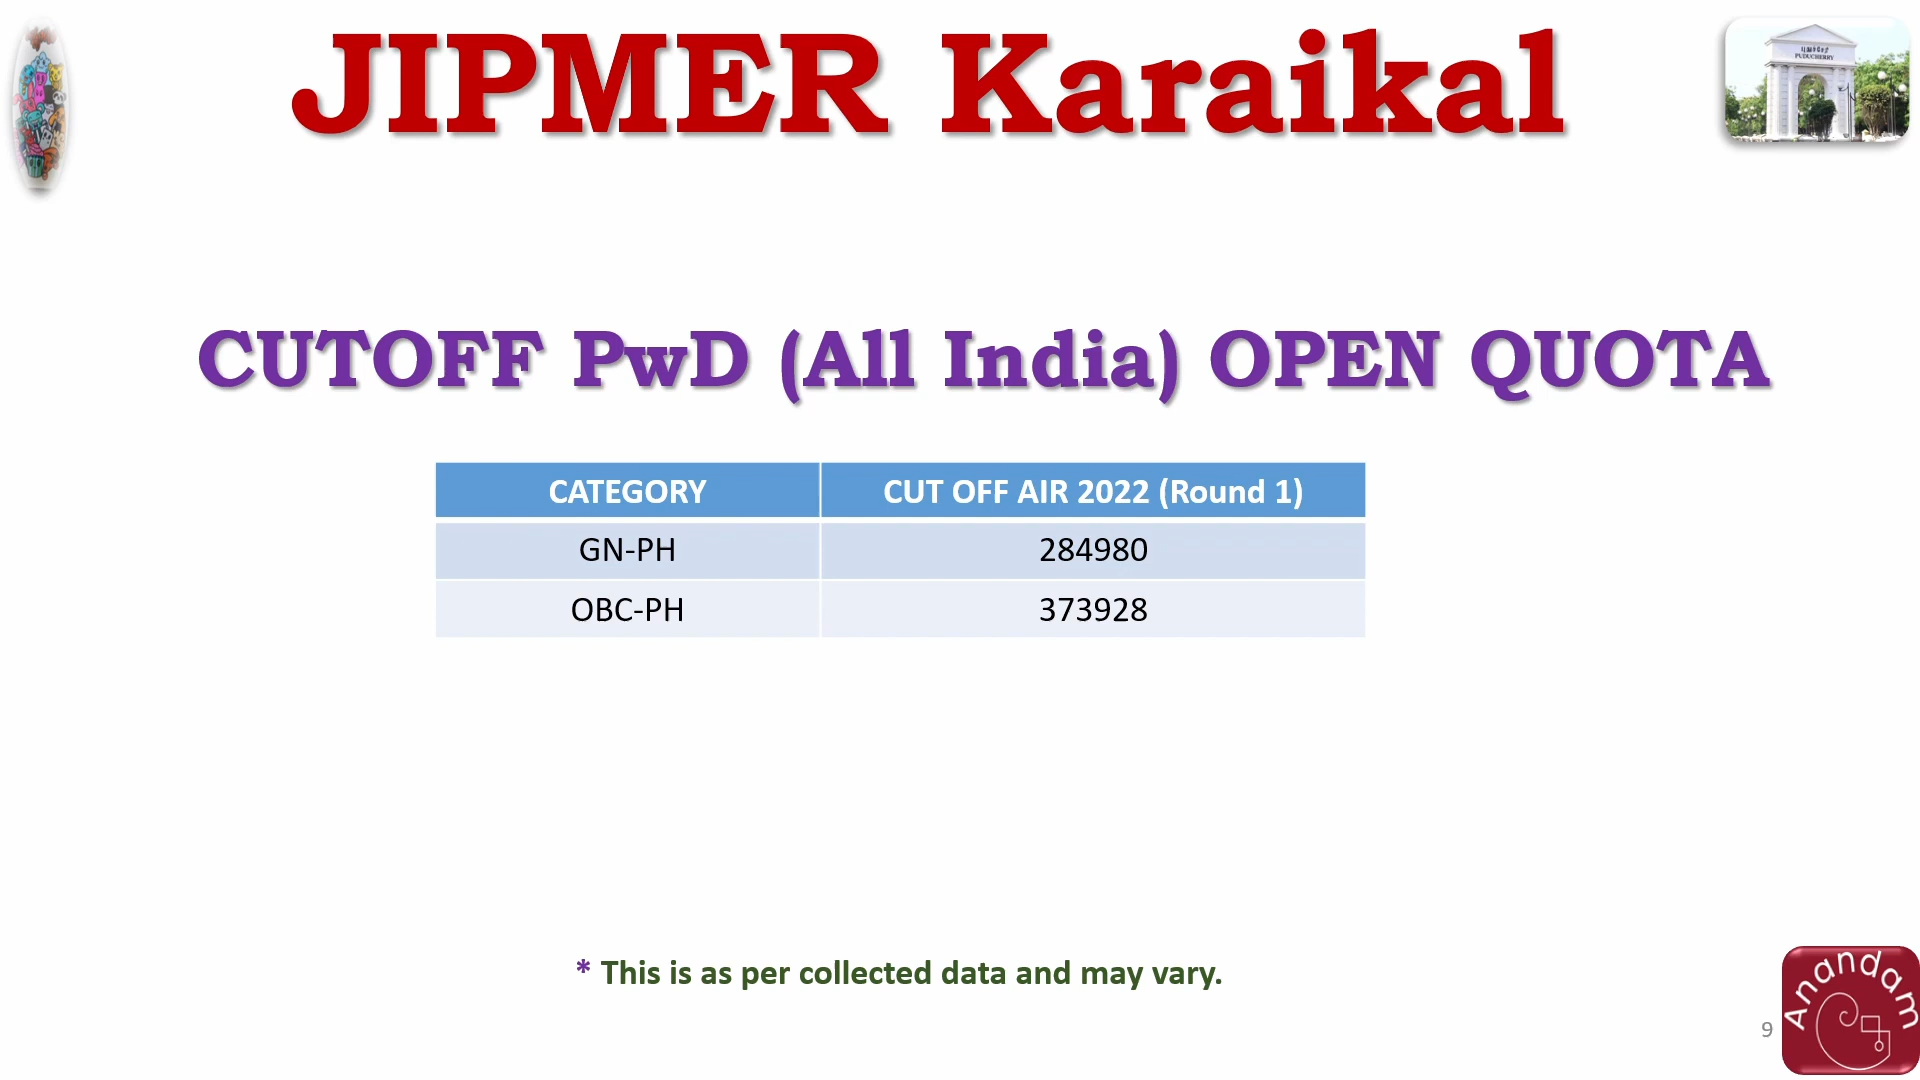 JIPMER Karaikal
PUDUCHERRY
CUTOFF PwD (All India) OPEN QUOTA
CATEGORY CUT OFF AIR 2022 (Round 1)
GN-PH 284980
OBC-PH 373928
* This is as per collected data and may vary.
9
Anandam